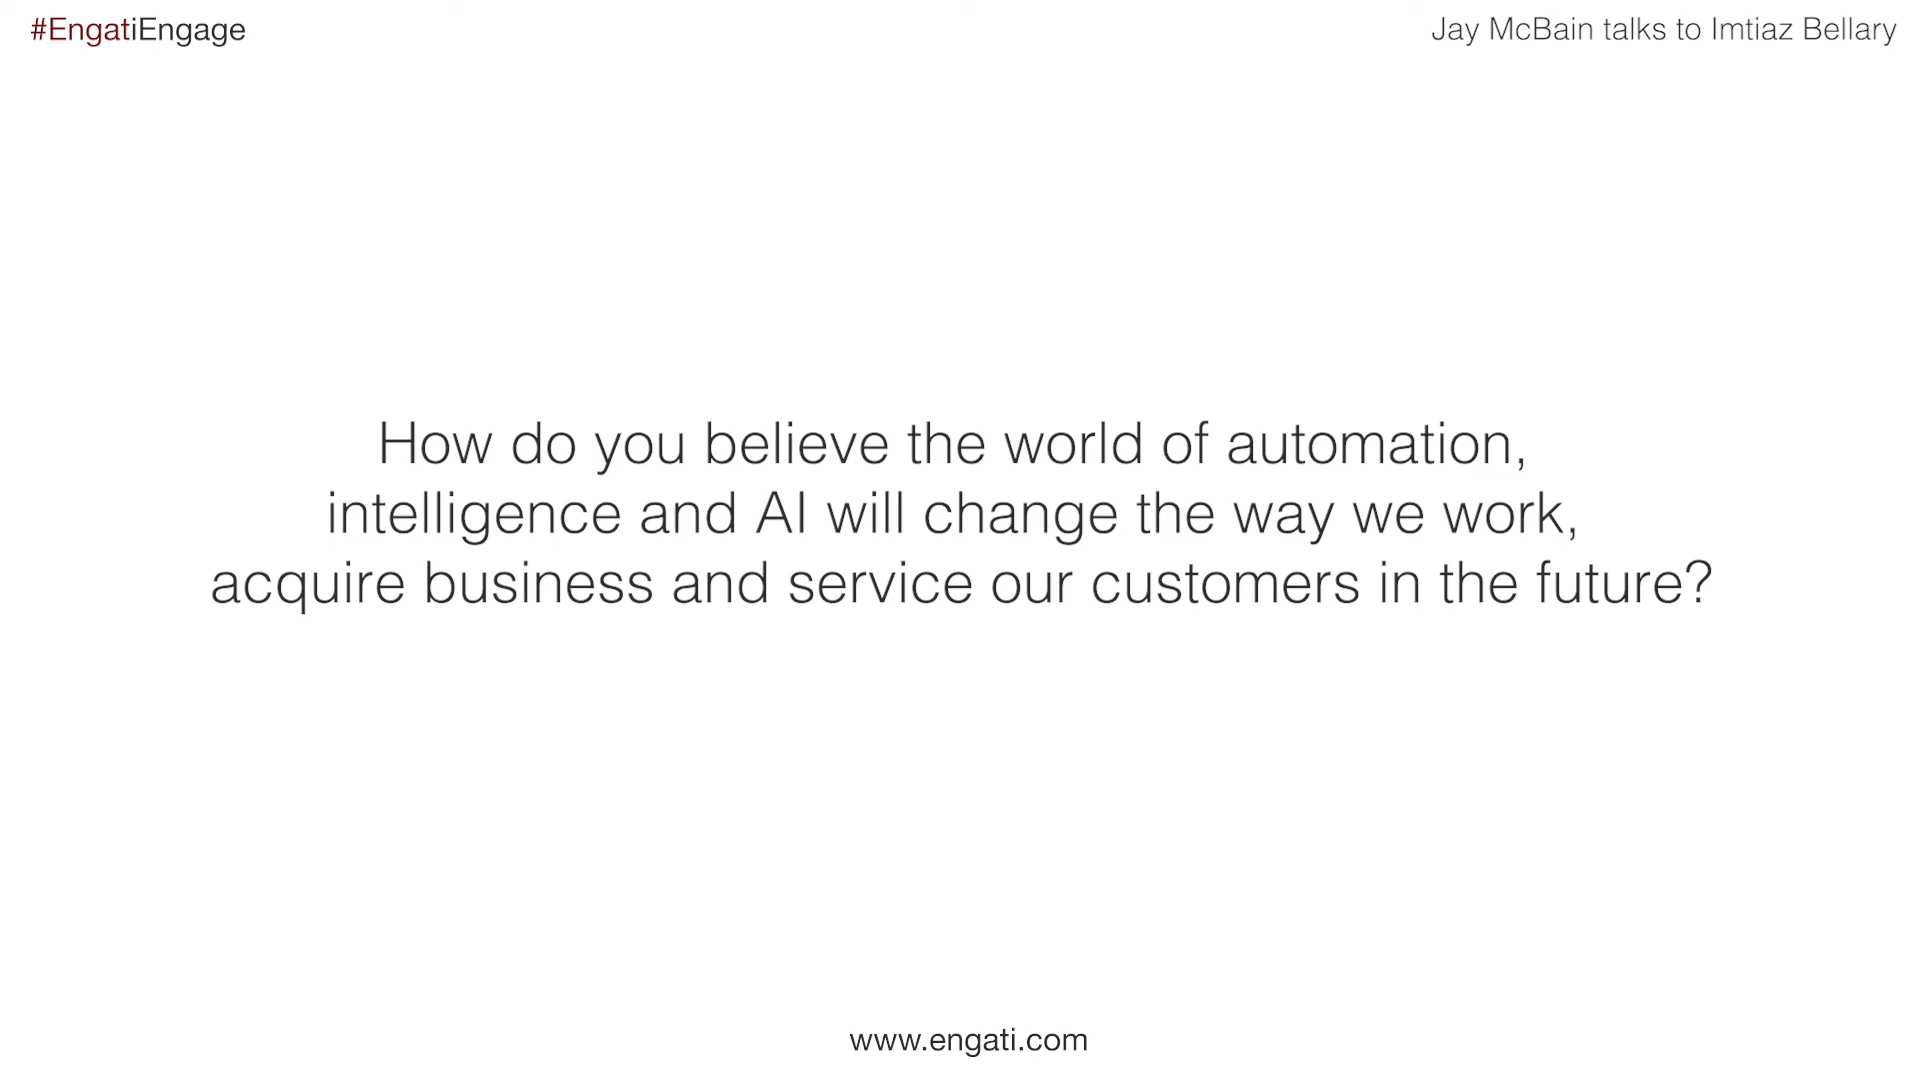 #EngatiEngage
Jay McBain talks to Imtiaz Bellary
How do you believe the world of automation,
intelligence and AI will change the way we work,
acquire business and service our customers in the future?
www.engati.com